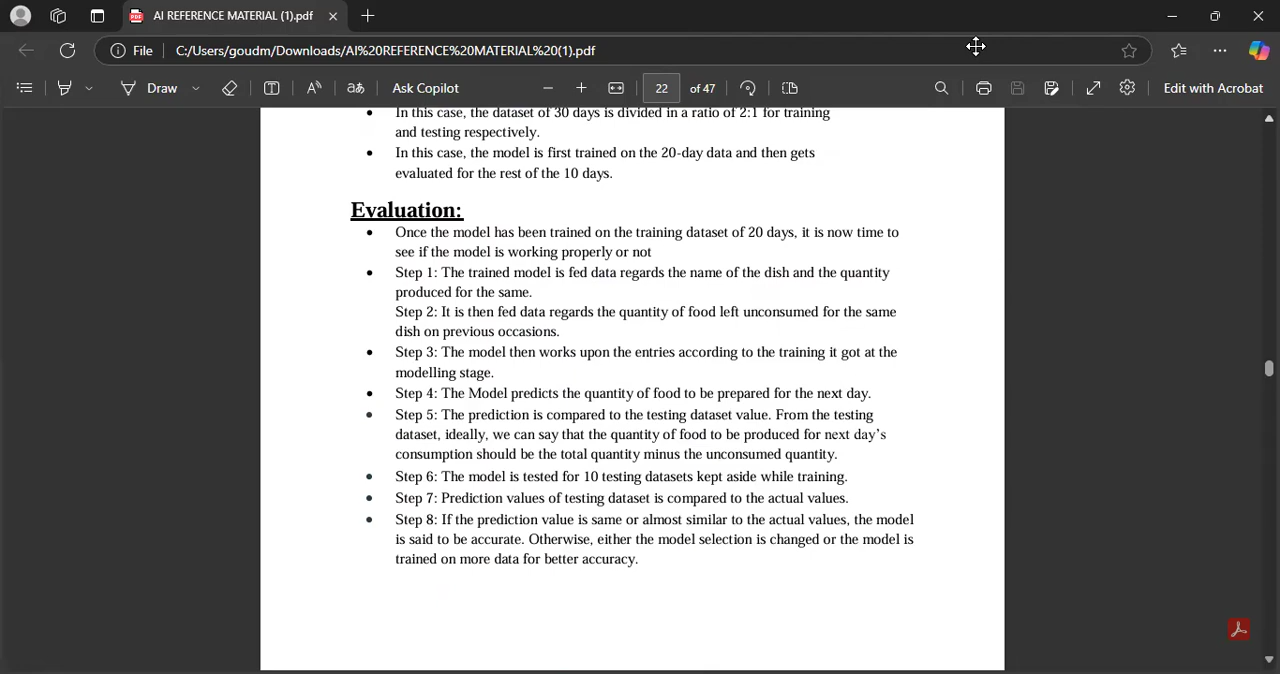 AI REFERENCE MATERIAL (1).pdf
File C:/Users/goudm/Downloads/AI%20REFERENCE%20MATERIAL%20(1).pdf
Draw Ask Copilot 22 of 47 Edit with Acrobat
In this case, the dataset of 30 days is divided in a ratio of 2:1 for training
and testing respectively.
In this case, the model is first trained on the 20-day data and then gets
evaluated for the rest of the 10 days.
Evaluation:
Once the model has been trained on the training dataset of 20 days, it is now time to
see if the model is working properly or not
Step 1: The trained model is fed data regards the name of the dish and the quantity
produced for the same.
Step 2: It is then fed data regards the quantity of food left unconsumed for the same
dish on previous occasions.
Step 3: The model then works upon the entries according to the training it got at the
modelling stage.
Step 4: The Model predicts the quantity of food to be prepared for the next day.
Step 5: The prediction is compared to the testing dataset value. From the testing
dataset, ideally, we can say that the quantity of food to be produced for next day's
consumption should be the total quantity minus the unconsumed quantity.
Step 6: The model is tested for 10 testing datasets kept aside while training.
Step 7: Prediction values of testing dataset is compared to the actual values.
Step 8: If the prediction value is same or almost similar to the actual values, the model
is said to be accurate. Otherwise, either the model selection is changed or the model is
trained on more data for better accuracy.